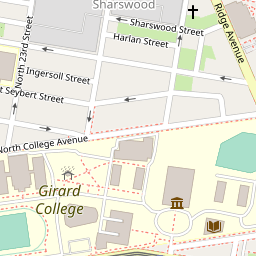 Sharswood
Sharswood Street
Ridge Avenue
Harlan Street
North 23rd Street
Ingersoll Street
t Seybert Street
North College Avenue
Girard
College